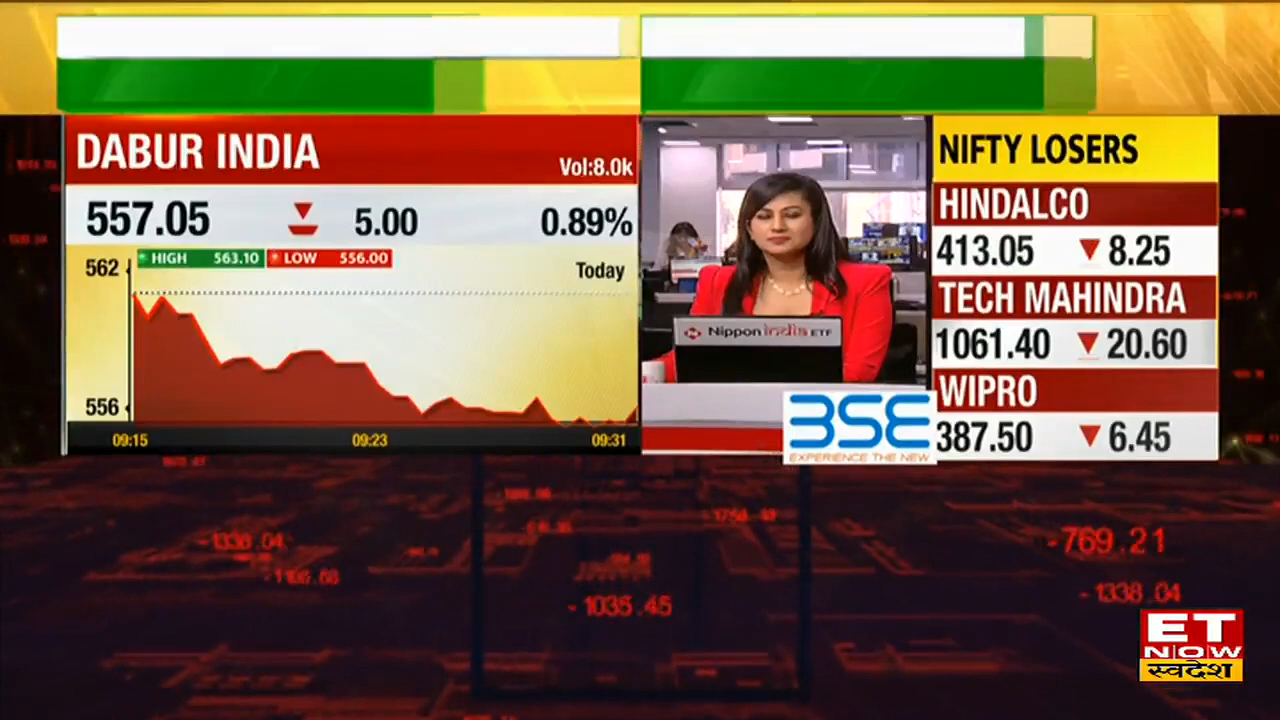 DABUR INDIA
Vol:8.0k
557.05 5.00 0.89%
HIGH 563.10 LOW 556.00
Today
562
556
09:15 09:23 09:31
Nippon india ETF
BSE
EXPERIENCE THE NEW
NIFTY LOSERS
HINDALCO
413.05 8.25
TECH MAHINDRA
1061.40 20.60
WIPRO
387.50 6.45
-1338.04
-1035.45
-769.21
-1338.04
ET
NOW
स्वदेश